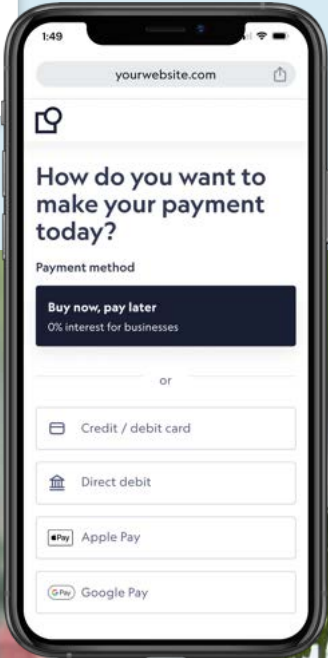 1:49
yourwebsite.com
How do you want to
make your payment
today?
Payment method
Buy now, pay later
0% interest for businesses
or
Credit / debit card
Direct debit
Pay Apple Pay
G Pay Google Pay